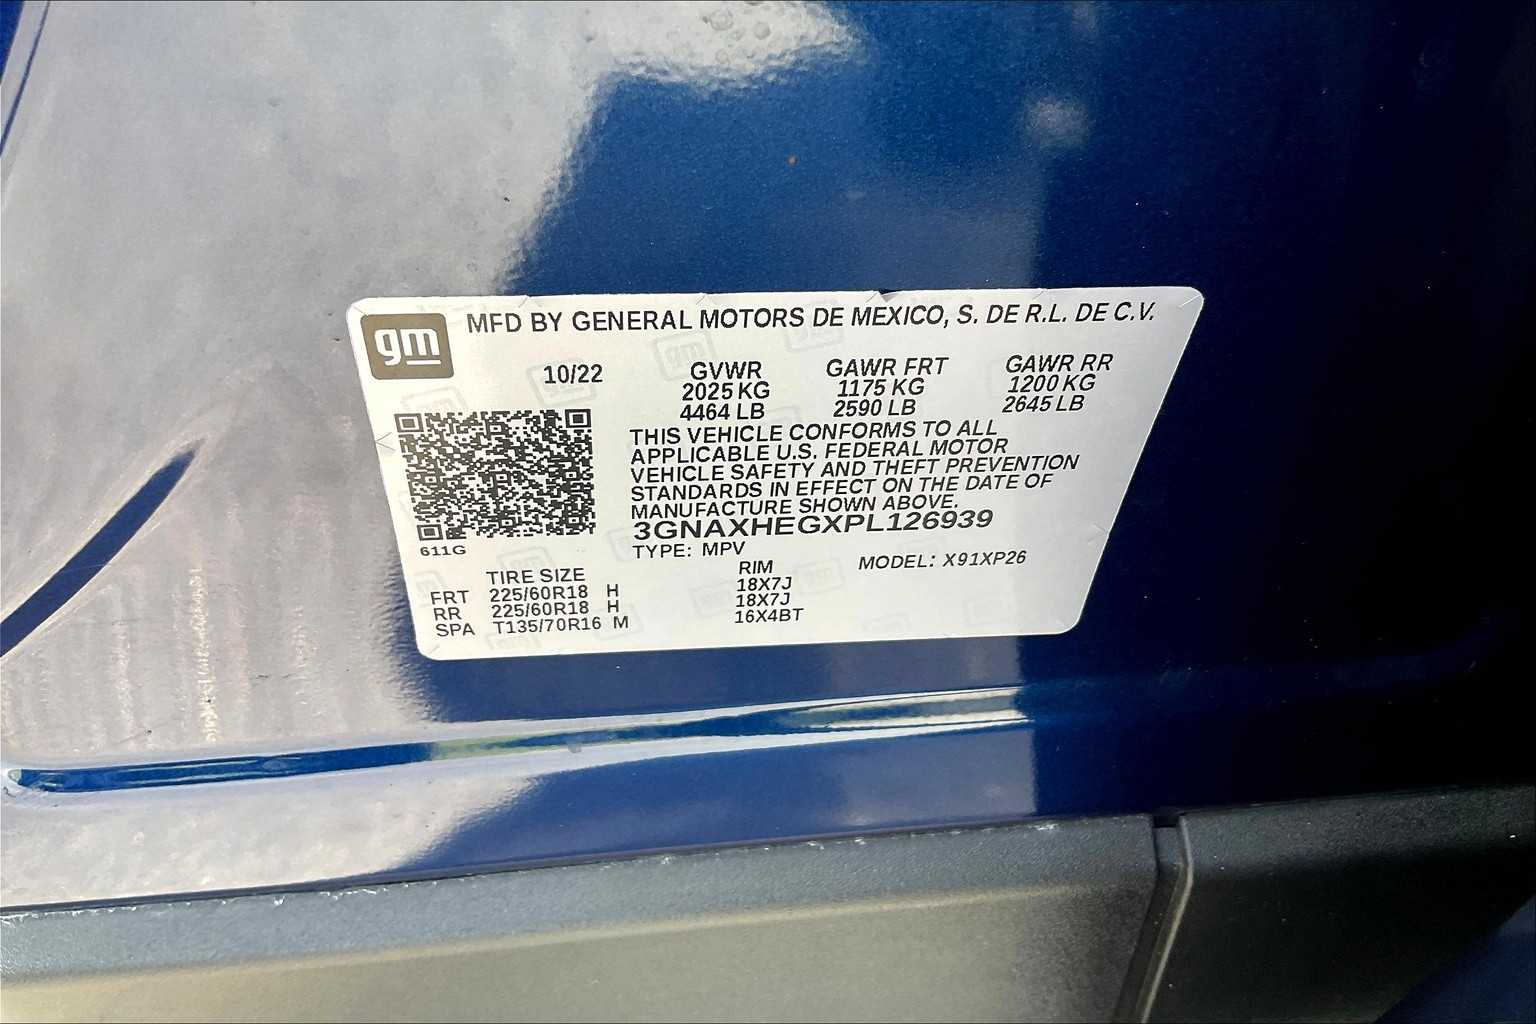 gm
MFD BY GENERAL MOTORS DE MEXICO, S. DE R.L. DE C.V.
10/22 GVWR GAWR FRT GAWR RR
2025 KG 1175 KG 1200 KG
4464 LB 2590 LB 2645 LB
THIS VEHICLE CONFORMS TO ALL
APPLICABLE U.S. FEDERAL MOTOR
VEHICLE SAFETY AND THEFT PREVENTION
STANDARDS IN EFFECT ON THE DATE OF
MANUFACTURE SHOWN ABOVE.
3GNAXHEGXPL126939
611G
TYPE: MPV MODEL: X91XP26
TIRE SIZE RIM
FRT 225/60R18 H 18X7J
RR 225/60R18 H 18X7J
SPA T135/70R16 M 16X4BT